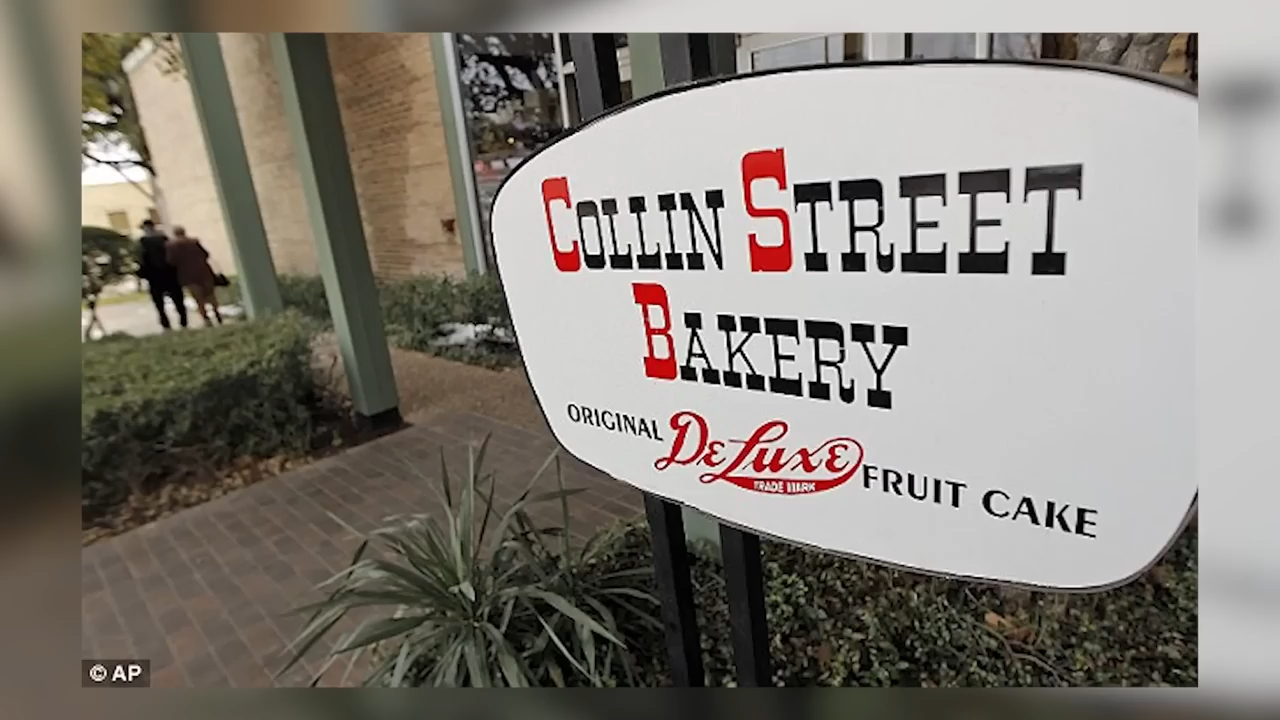 COLLIN STREET
BAKERY
ORIGINAL DeLuxe FRUIT CAKE
TRADE MARK
© AP